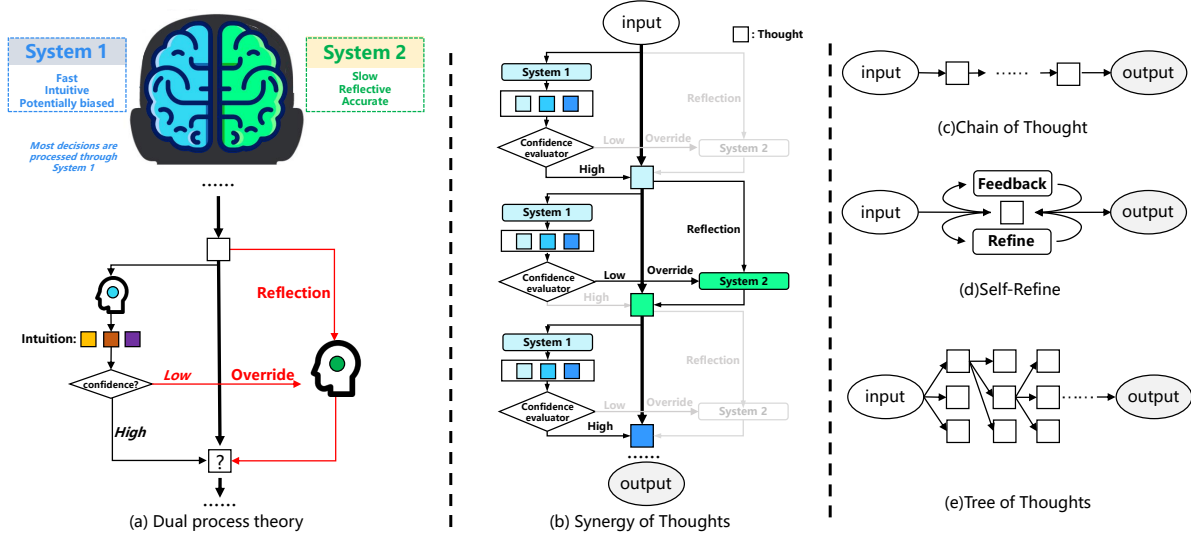 System 1
Fast
Intuitive
Potentially biased
Most decisions are
processed through
System 1
System 2
Slow
Reflective
Accurate
......
Reflection
Intuition:
confidence?
Low
Override
High
?
......
(a) Dual process theory
input
: Thought
System 1
Reflection
Confidence
evaluator
Low
Override
System 2
High
System 1
Reflection
Confidence
evaluator
Low
Override
System 2
High
System 1
Reflection
Confidence
evaluator
Low
Override
System 2
High
......
output
(b) Synergy of Thoughts
input
......
output
(c)Chain of Thought
Feedback
input
output
Refine
(d)Self-Refine
input
......
output
(e)Tree of Thoughts